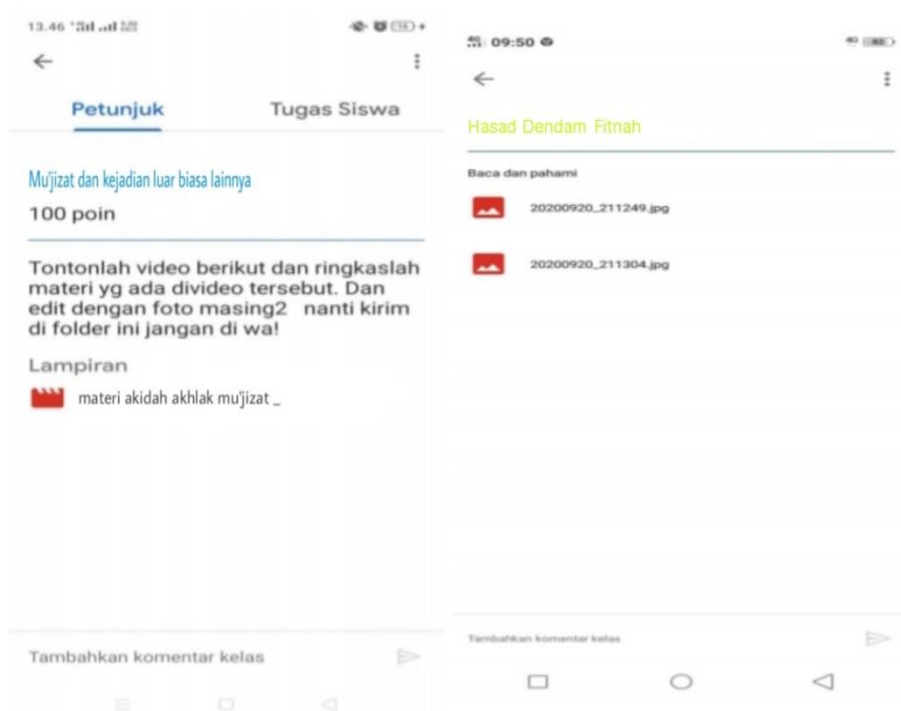 13.46
Petunjuk Tugas Siswa
Mu'jizat dan kejadian luar biasa lainnya
100 poin
Tontonlah video berikut dan ringkaslah
materi yg ada divideo tersebut. Dan
edit dengan foto masing2 nanti kirim
di folder ini jangan di wa!
Lampiran
materi akidah akhlak mu'jizat _
Tambahkan komentar kelas
09:50
Hasad Dendam Fitnah
Baca dan pahami
20200920_211249.jpg
20200920_211304.jpg
Tambahkan komentar kelas